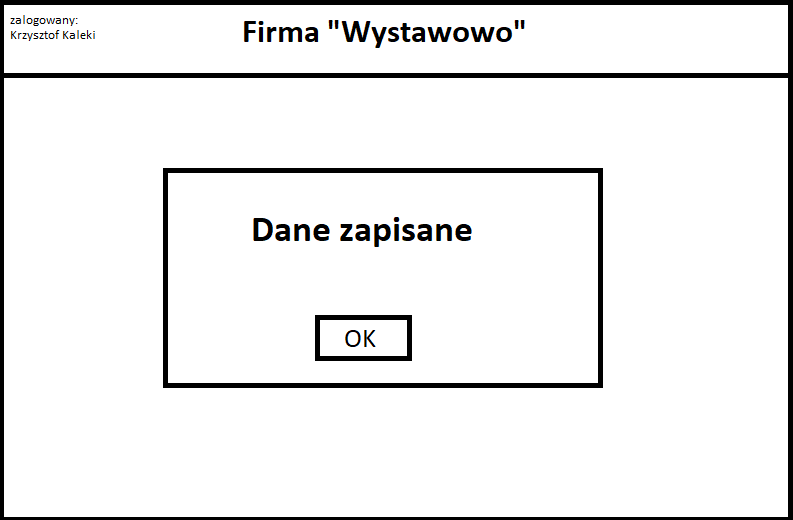 zalogowany:
Krzysztof Kaleki
Firma "Wystawowo"
Dane zapisane
OK